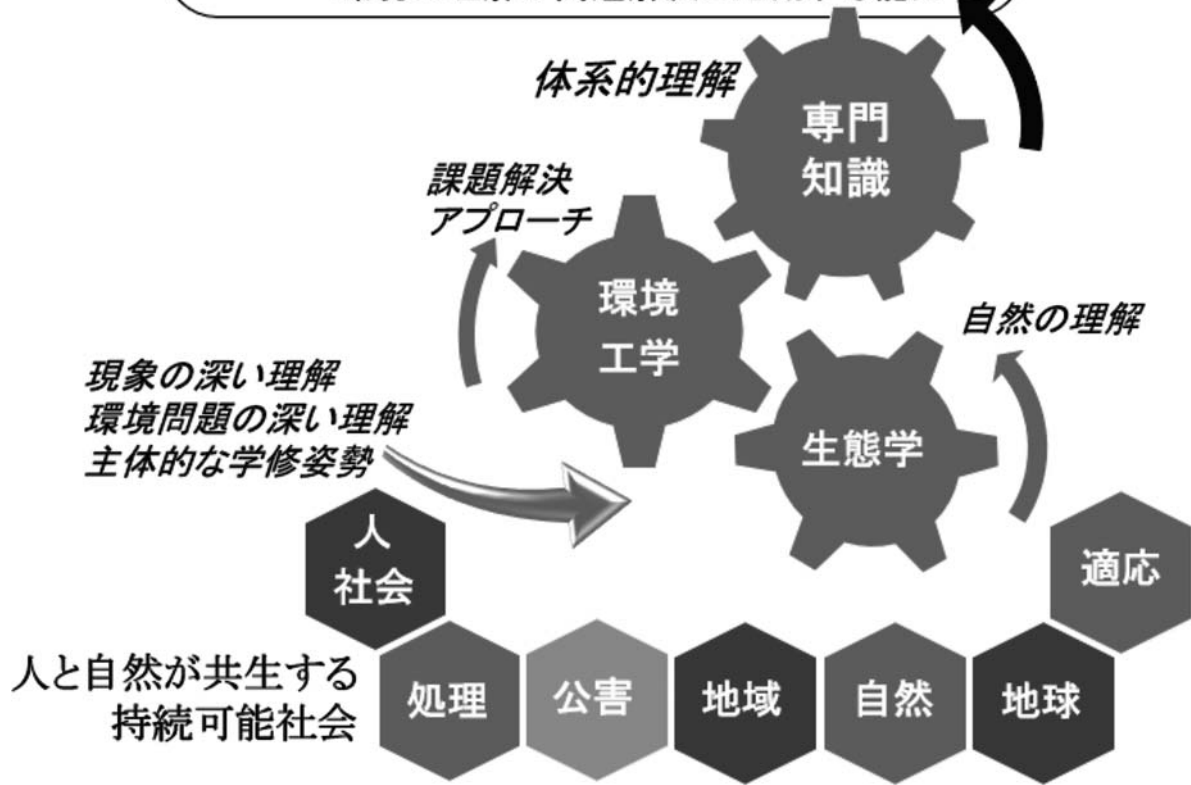 体系的理解
専門
知識
課題解決
アプローチ
環境
工学
自然の理解
現象の深い理解
環境問題の深い理解
主体的な学修姿勢
生態学
人
社会
適応
人と自然が共生する
持続可能社会
処理
公害
地域
自然
地球